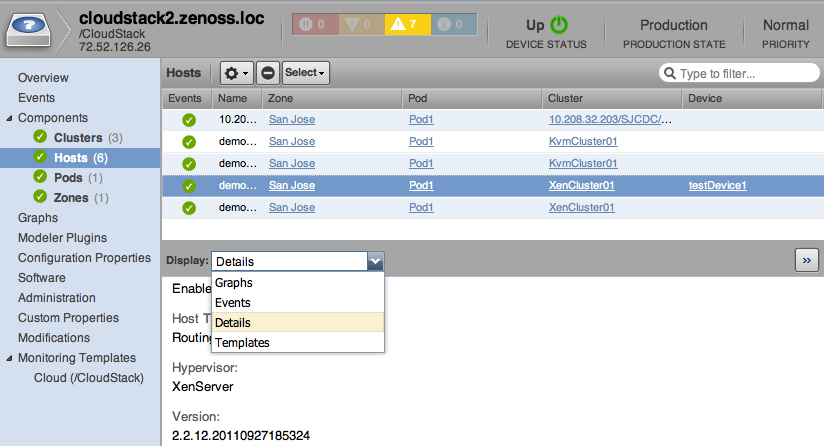 cloudstack2.zenoss.loc
/CloudStack
72.52.126.26
0
0
7
0
Up
DEVICE STATUS
Production
PRODUCTION STATE
Normal
PRIORITY
Overview
Events
Components
Clusters (3)
Hosts (6)
Pods (1)
Zones (1)
Graphs
Modeler Plugins
Configuration Properties
Software
Administration
Custom Properties
Modifications
Monitoring Templates
Cloud (/CloudStack)
Hosts
Select
Type to filter...
Events Name Zone Pod Cluster Device
10.20... San Jose Pod1 10.208.32.203/SJCDC/...
demo... San Jose Pod1 KvmCluster01
demo... San Jose Pod1 KvmCluster01
demo... San Jose Pod1 XenCluster01 testDevice1
demo... San Jose Pod1 XenCluster01
Display: Details
»
Graphs
Events
Details
Templates
Enable
Host T
Routing
Hypervisor:
XenServer
Version:
2.2.12.20110927185324